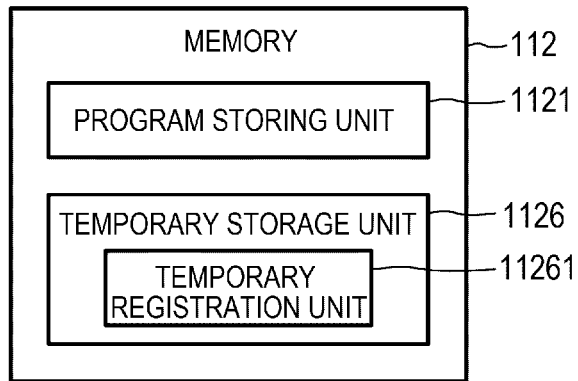 MEMORY
112
PROGRAM STORING UNIT
1121
TEMPORARY STORAGE UNIT
1126
TEMPORARY
REGISTRATION UNIT
11261